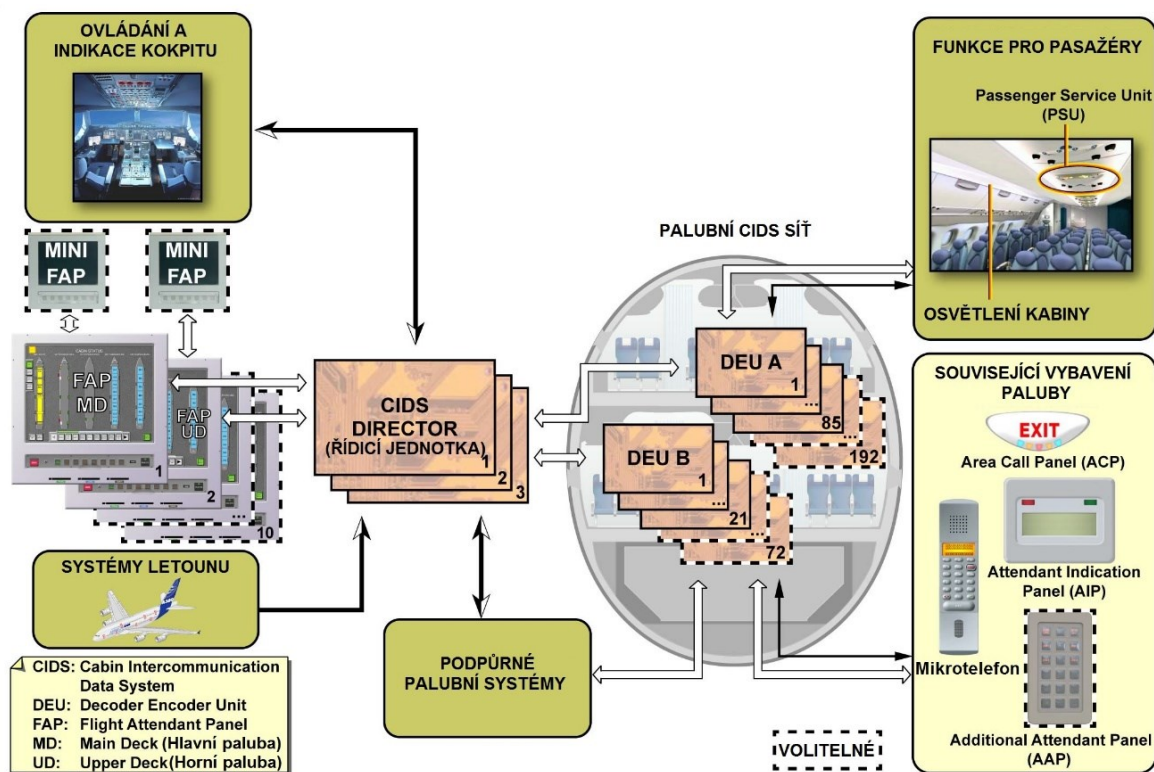 OVLÁDÁNÍ A
INDIKACE KOKPITU
MINI
FAP
MINI
FAP
FAP
MD
1
FAP
UD
2
...
10
SYSTÉMY LETOUNU
CIDS: Cabin Intercommunication
Data System
DEU: Decoder Encoder Unit
FAP: Flight Attendant Panel
MD: Main Deck (Hlavní paluba)
UD: Upper Deck (Horní paluba)
CIDS
DIRECTOR
(ŘÍDICÍ JEDNOTKA)
1
2
3
PODPŮRNÉ
PALUBNÍ SYSTÉMY
PALUBNÍ CIDS SÍŤ
DEU A
1
...
85
...
192
DEU B
1
...
21
...
72
VOLITELNÉ
FUNKCE PRO PASAŽÉRY
Passenger Service Unit
(PSU)
OSVĚTLENÍ KABINY
SOUVISEJÍCÍ VYBAVENÍ
PALUBY
EXIT
Area Call Panel (ACP)
Attendant Indication
Panel (AIP)
Mikrotelefon
Additional Attendant Panel
(AAP)